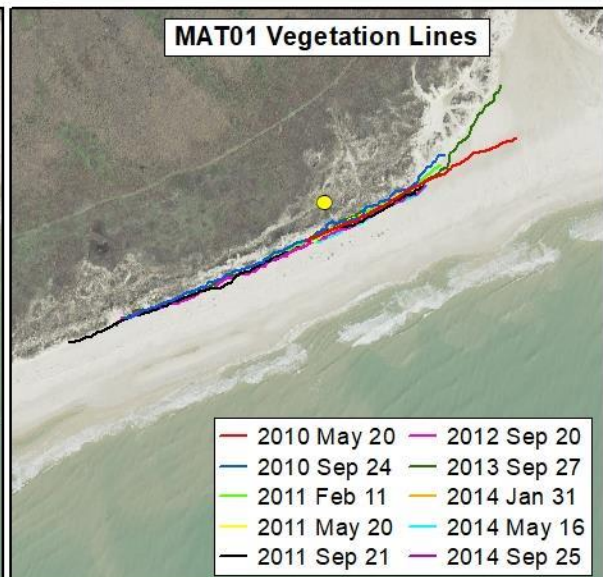 MAT01 Vegetation Lines
2010 May 20
2012 Sep 20
2010 Sep 24
2013 Sep 27
2011 Feb 11
2014 Jan 31
2011 May 20
2014 May 16
2011 Sep 21
2014 Sep 25